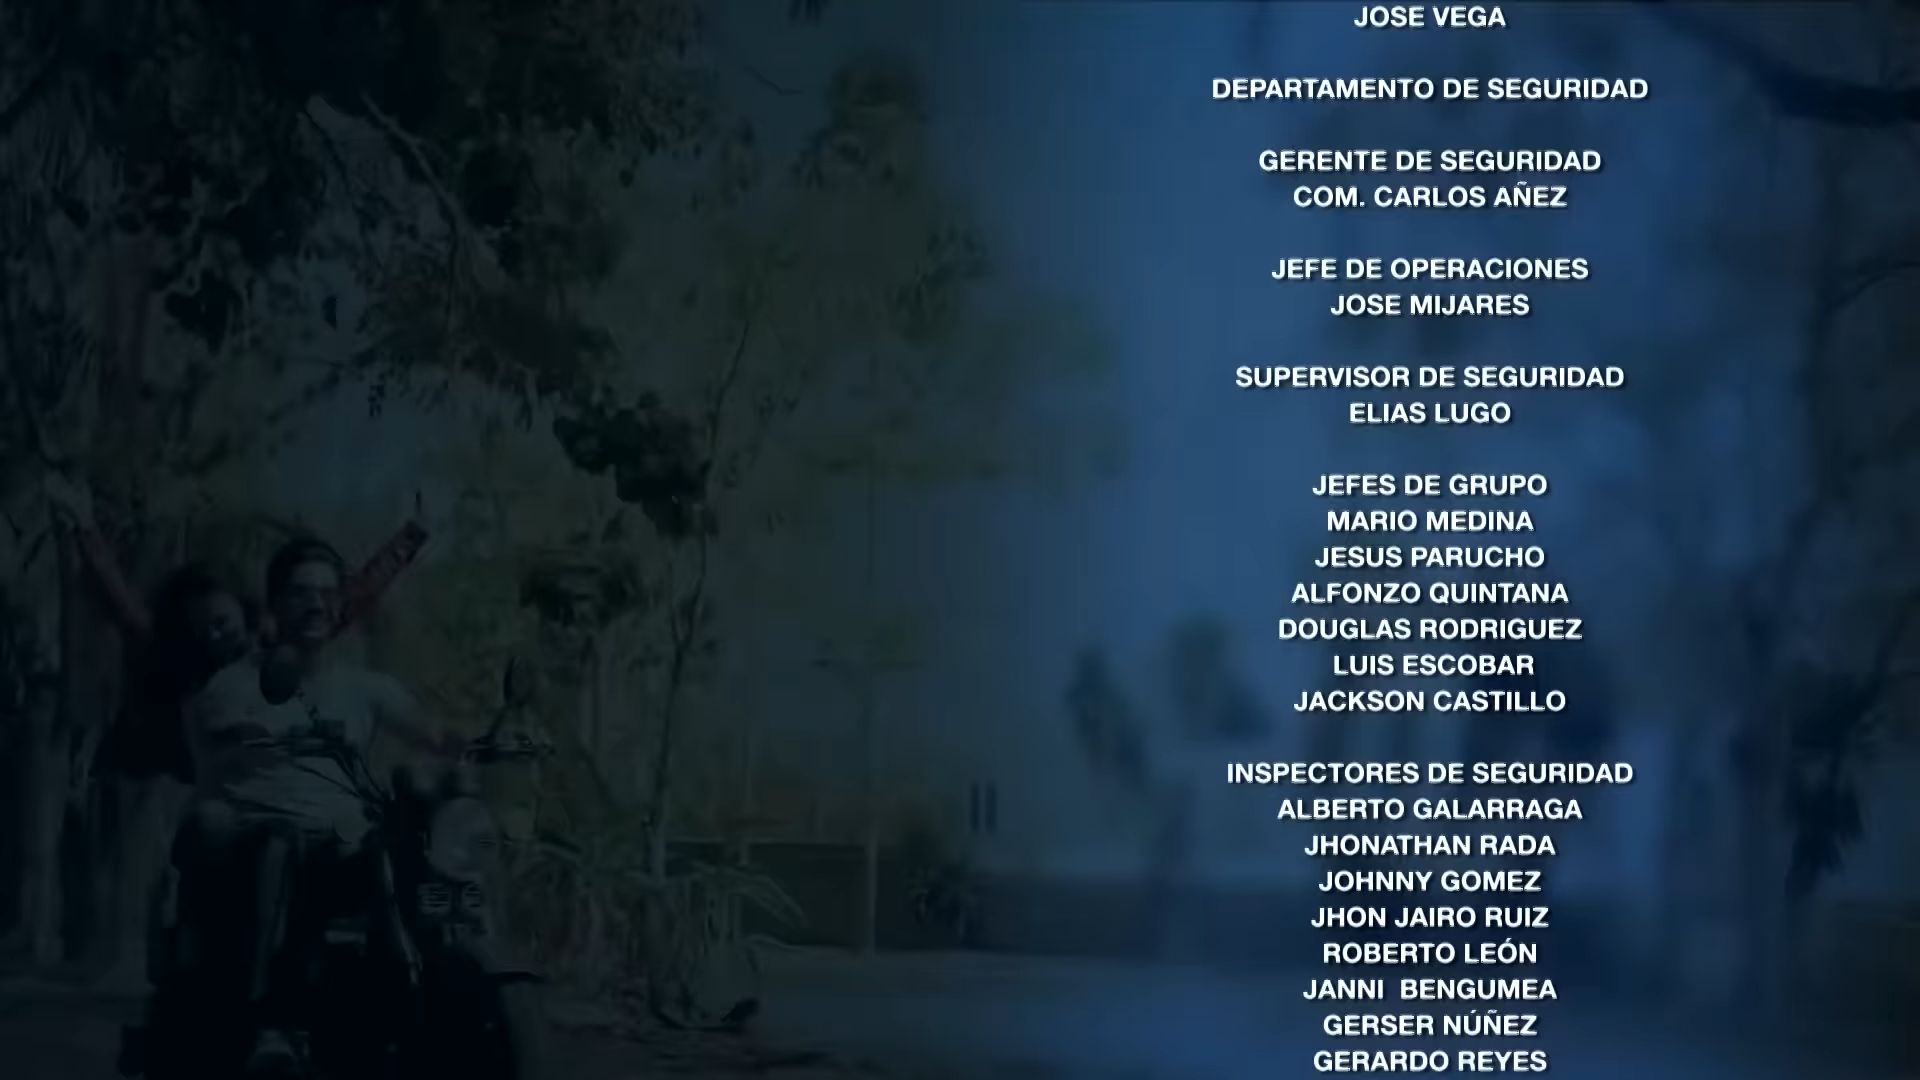 JOSE VEGA
DEPARTAMENTO DE SEGURIDAD
GERENTE DE SEGURIDAD
COM. CARLOS AÑEZ
JEFE DE OPERACIONES
JOSE MIJARES
SUPERVISOR DE SEGURIDAD
ELIAS LUGO
JEFES DE GRUPO
MARIO MEDINA
JESUS PARUCHO
ALFONZO QUINTANA
DOUGLAS RODRIGUEZ
LUIS ESCOBAR
JACKSON CASTILLO
INSPECTORES DE SEGURIDAD
ALBERTO GALARRAGA
JHONATHAN RADA
JOHNNY GOMEZ
JHON JAIRO RUIZ
ROBERTO LEÓN
JANNI  BENGUMEA
GERSER NÚÑEZ
GERARDO REYES